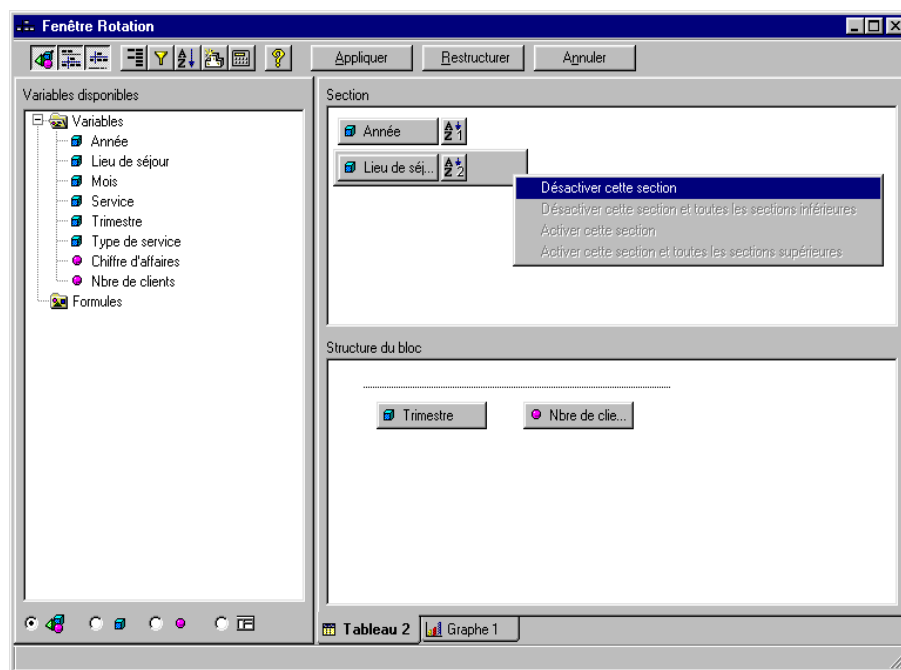 Fenêtre Rotation
Appliquer
Restructurer
Annuler
Variables disponibles
Variables
Année
Lieu de séjour
Mois
Service
Trimestre
Type de service
Chiffre d'affaires
Nbre de clients
Formules
Section
Année
Lieu de séj...
Désactiver cette section
Désactiver cette section et toutes les sections inférieures
Activer cette section
Activer cette section et toutes les sections supérieures
Structure du bloc
Trimestre
Nbre de clie...
Tableau 2
Graphe 1